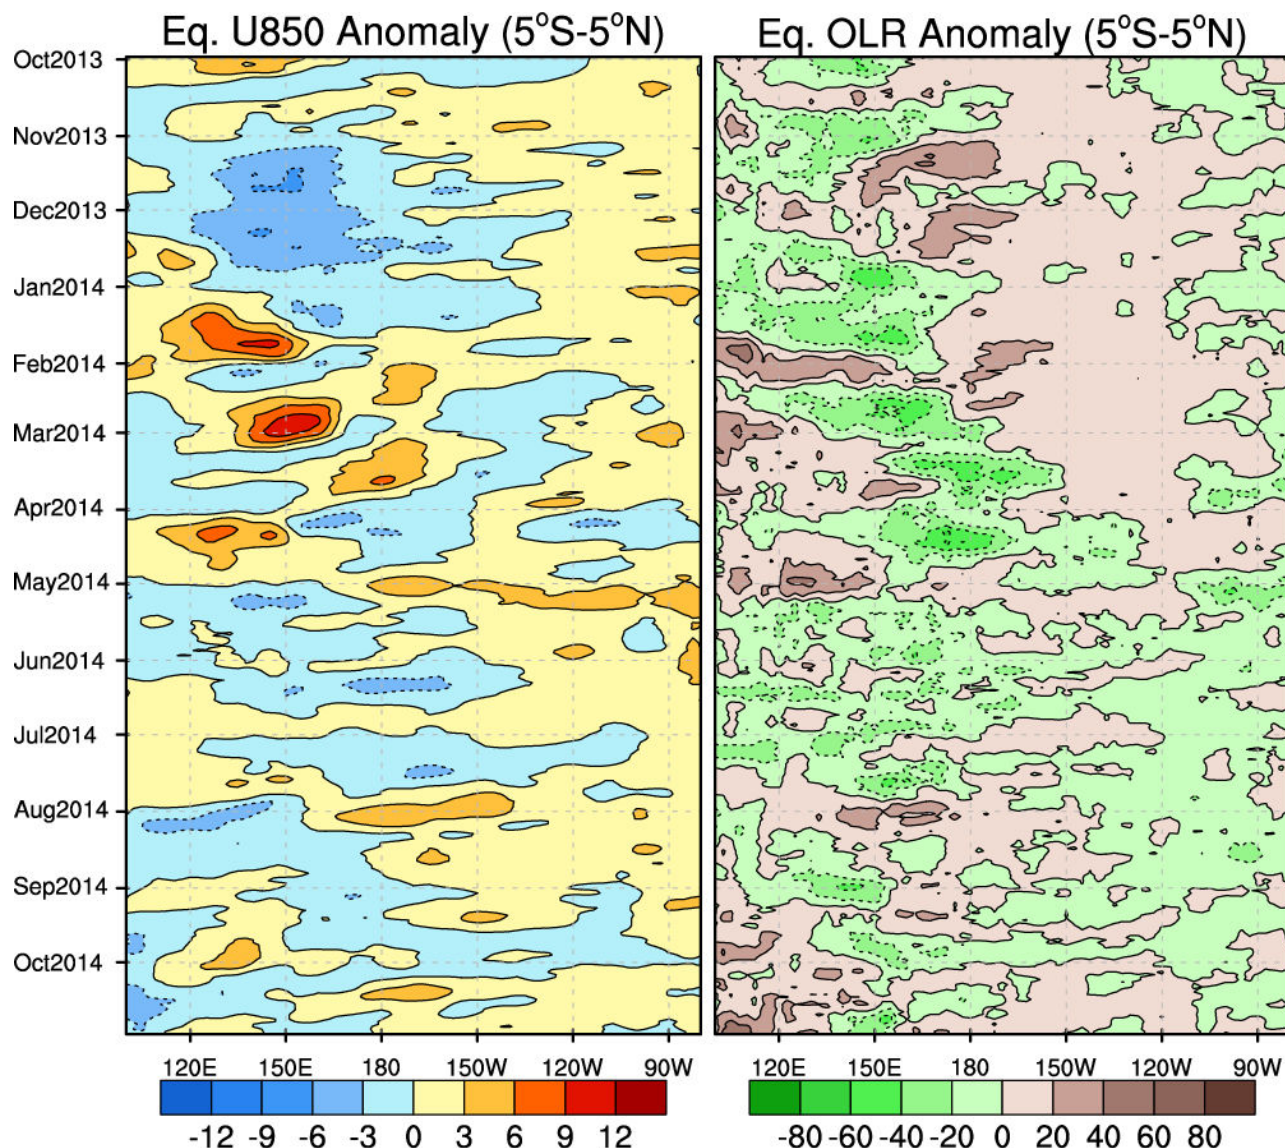 Eq. U850 Anomaly (5°S-5°N)
Eq. OLR Anomaly (5°S-5°N)
Oct2013
Nov2013
Dec2013
Jan2014
Feb2014
Mar2014
Apr2014
May2014
Jun2014
Jul2014
Aug2014
Sep2014
Oct2014
120E 150E 180 150W 120W 90W
120E 150E 180 150W 120W 90W
-12 -9 -6 -3 0 3 6 9 12
-80 -60 -40 -20 0 20 40 60 80